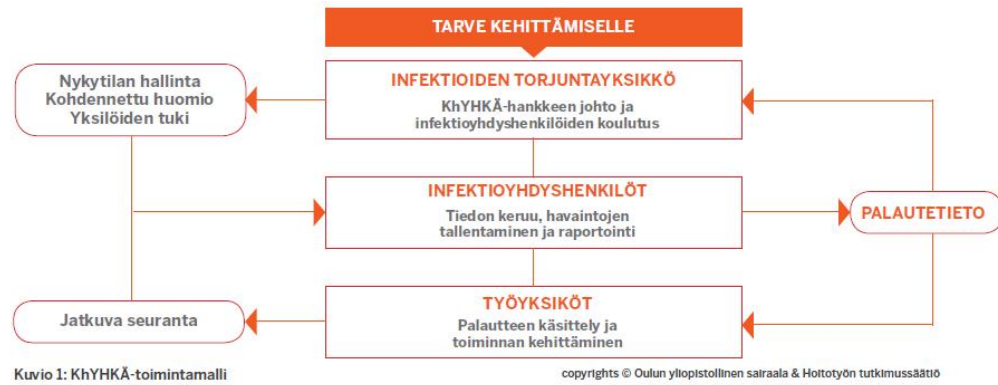 TARVE KEHITTÄMISELLE
Nykytilan hallinta
Kohdennettu huomio
Yksilöiden tuki
INFEKTIOIDEN TORJUNTAYKSIKKÖ
KhYHKÄ-hankkeen johto ja
infektioyhdyshenkilöiden koulutus
INFEKTIOYHDYSHENKILÖT
Tiedon keruu, havaintojen
tallentaminen ja raportointi
PALAUTETIETO
Jatkuva seuranta
TYÖYKSIKÖT
Palautteen käsittely ja
toiminnan kehittäminen
Kuvio 1: KhYHKÄ-toimintamalli
copyrights © Oulun yliopistollinen sairaala & Hoitotyön tutkimussäätiö